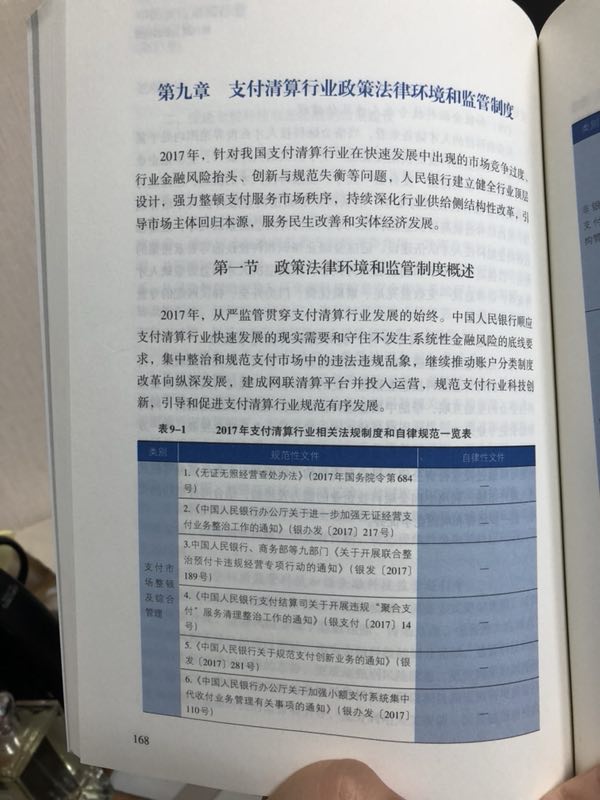 第九章 支付清算行业政策法律环境和监管制度
2017年，针对我国支付清算行业在快速发展中出现的市场竞争过度、
行业金融风险抬头、创新与规范失衡等问题，人民银行建立健全行业顶层
设计，强力整顿支付服务市场秩序，持续深化行业供给侧结构性改革，引
导市场主体回归本源，服务民生改善和实体经济发展。
第一节 政策法律环境和监管制度概述
2017年，从严监管贯穿支付清算行业发展的始终。中国人民银行顺应
支付清算行业快速发展的现实需要和守住不发生系统性金融风险的底线要
求，集中整治和规范支付市场中的违法违规乱象，继续推动账户分类制度
改革向纵深发展，建成网联清算平台并投入运营，规范支付行业科技创
新，引导和促进支付清算行业规范有序发展。
表9-1 2017年支付清算行业相关法规制度和自律规范一览表
类别 规范性文件 自律性文件
支付市
场整顿
及综合
管理
1.《无证无照经营查处办法》（2017年国务院令第684
号） —
2.《中国人民银行办公厅关于进一步加强无证经营支
付业务整治工作的通知》（银办发〔2017〕217号） —
3.中国人民银行、商务部等九部门《关于开展联合整
治预付卡违规经营专项行动的通知》（银发〔2017〕
189号） —
4.《中国人民银行支付结算司关于开展违规“聚合支
付”服务清理整治工作的通知》（银支付〔2017〕14
号） —
5.《中国人民银行关于规范支付创新业务的通知》（银
发〔2017〕281号） —
6.《中国人民银行办公厅关于加强小额支付系统集中
代收付业务管理有关事项的通知》（银办发〔2017〕
110号） —
168
类别